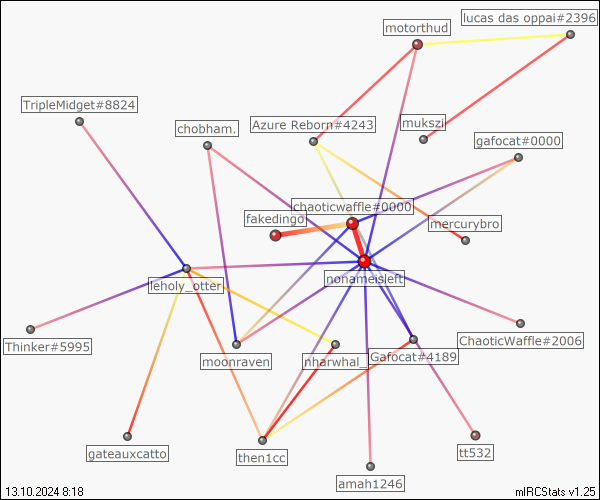 lucas das oppai#2396
motorthud
TripleMidget#8824
chobham.
Azure Reborn#4243
mukszi
gafocat#0000
chaoticwaffle#0000
fakedingo
mercurybro
nonameisleft
leholy_otter
Thinker#5995
moonraven
nharwhal_
Gafocat#4189
ChaoticWaffle#2006
gateauxcatto
then1cc
tt532
amah1246
13.10.2024 8:18
mIRCStats v1.25